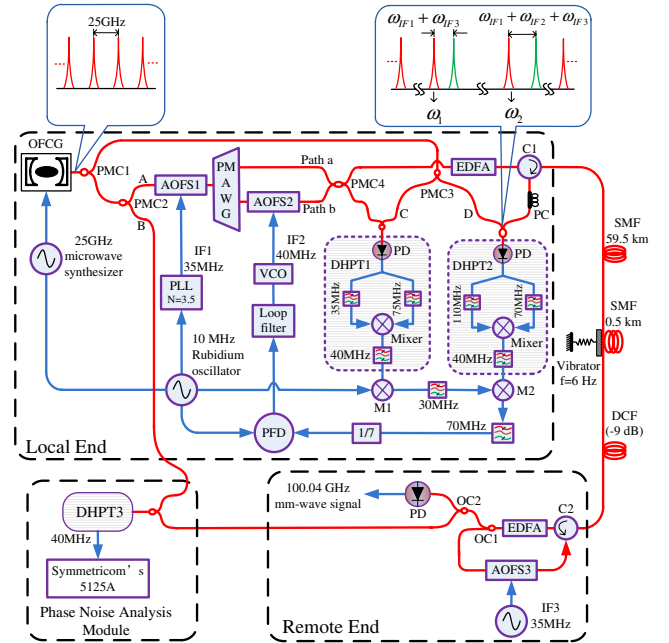 25GHz
ω_IF1 + ω_IF3
ω_IF1 + ω_IF2 + ω_IF3
ω_1
ω_2
OFCG
PMC1
A
AOFS1
PM
A
W
G
Path a
PMC4
EDFA
C1
PMC2
B
AOFS2
Path b
C
PMC3
D
PC
25GHz
microwave
synthesizer
IF1
35MHz
IF2
40MHz
PLL
N=3.5
VCO
Loop
filter
10 MHz
Rubidium
oscillator
PD
DHPT1
35MHz
75MHz
Mixer
40MHz
PD
DHPT2
110MHz
70MHz
Mixer
40MHz
M1
30MHz
M2
PFD
1/7
70MHz
Local End
SMF
59.5 km
SMF
0.5 km
Vibrator
f=6 Hz
DCF
(-9 dB)
DHPT3
40MHz
Symmetricom’s
5125A
Phase Noise Analysis
Module
100.04 GHz
mm-wave signal
PD
OC2
OC1
EDFA
C2
AOFS3
IF3
35MHz
Remote End